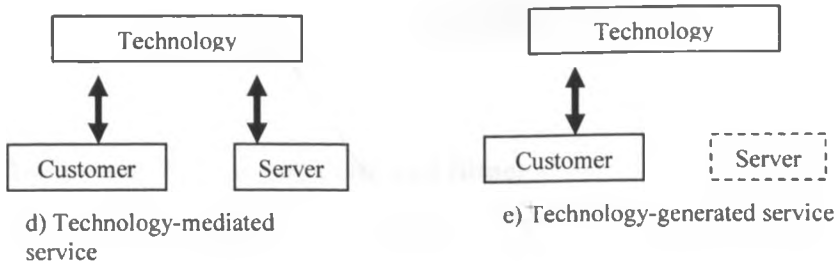 Technology
Customer
Server
d) Technology-mediated
service
Technology
Customer
Server
e) Technology-generated service